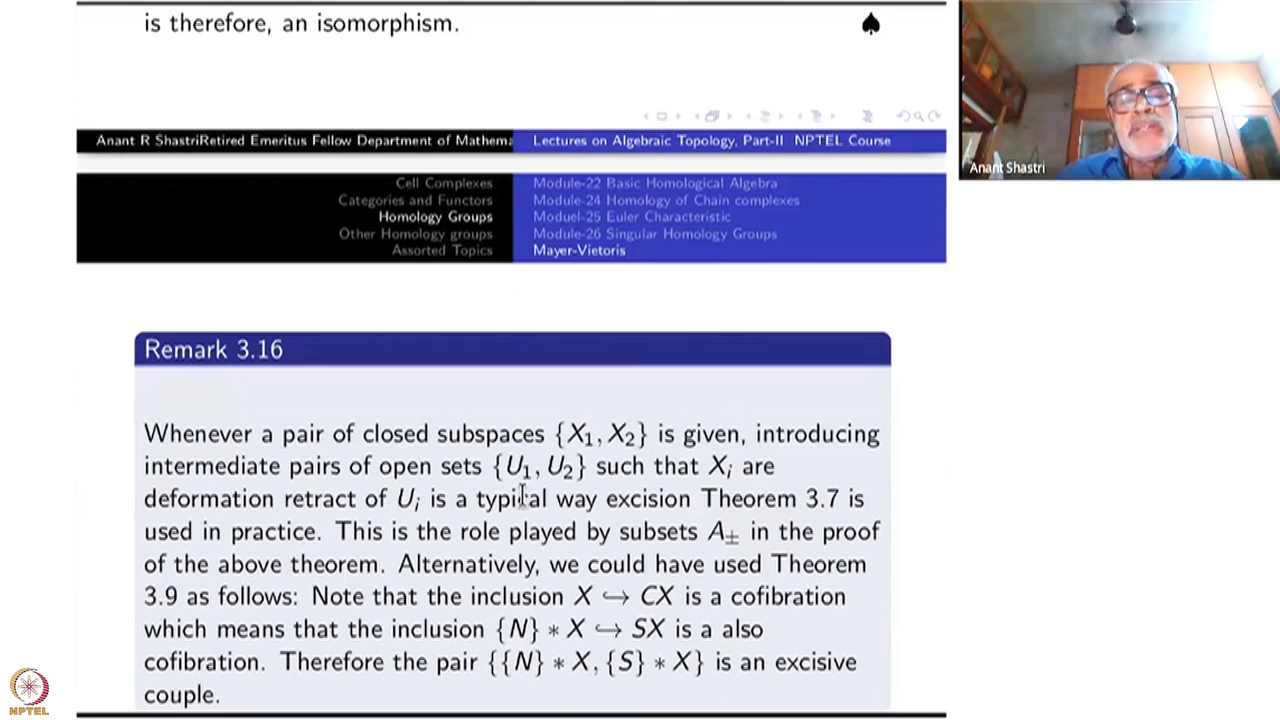 is therefore, an isomorphism. ♠
Anant R ShastriRetired Emeritus Fellow Department of Mathema
Lectures on Algebraic Topology, Part-II NPTEL Course
Cell Complexes
Categories and Functors
Homology Groups
Other Homology groups
Assorted Topics
Module-22 Basic Homological Algebra
Module-24 Homology of Chain complexes
Moduel-25 Euler Characteristic
Module-26 Singular Homology Groups
Mayer-Vietoris
Remark 3.16
Whenever a pair of closed subspaces {X₁, X₂} is given, introducing
intermediate pairs of open sets {U₁, U₂} such that Xᵢ are
deformation retract of Uᵢ is a typical way excision Theorem 3.7 is
used in practice. This is the role played by subsets A± in the proof
of the above theorem. Alternatively, we could have used Theorem
3.9 as follows: Note that the inclusion X ↪ CX is a cofibration
which means that the inclusion {N} ∗ X ↪ SX is a also
cofibration. Therefore the pair {{N} ∗ X, {S} ∗ X} is an excisive
couple.
Anant Shastri
NPTEL